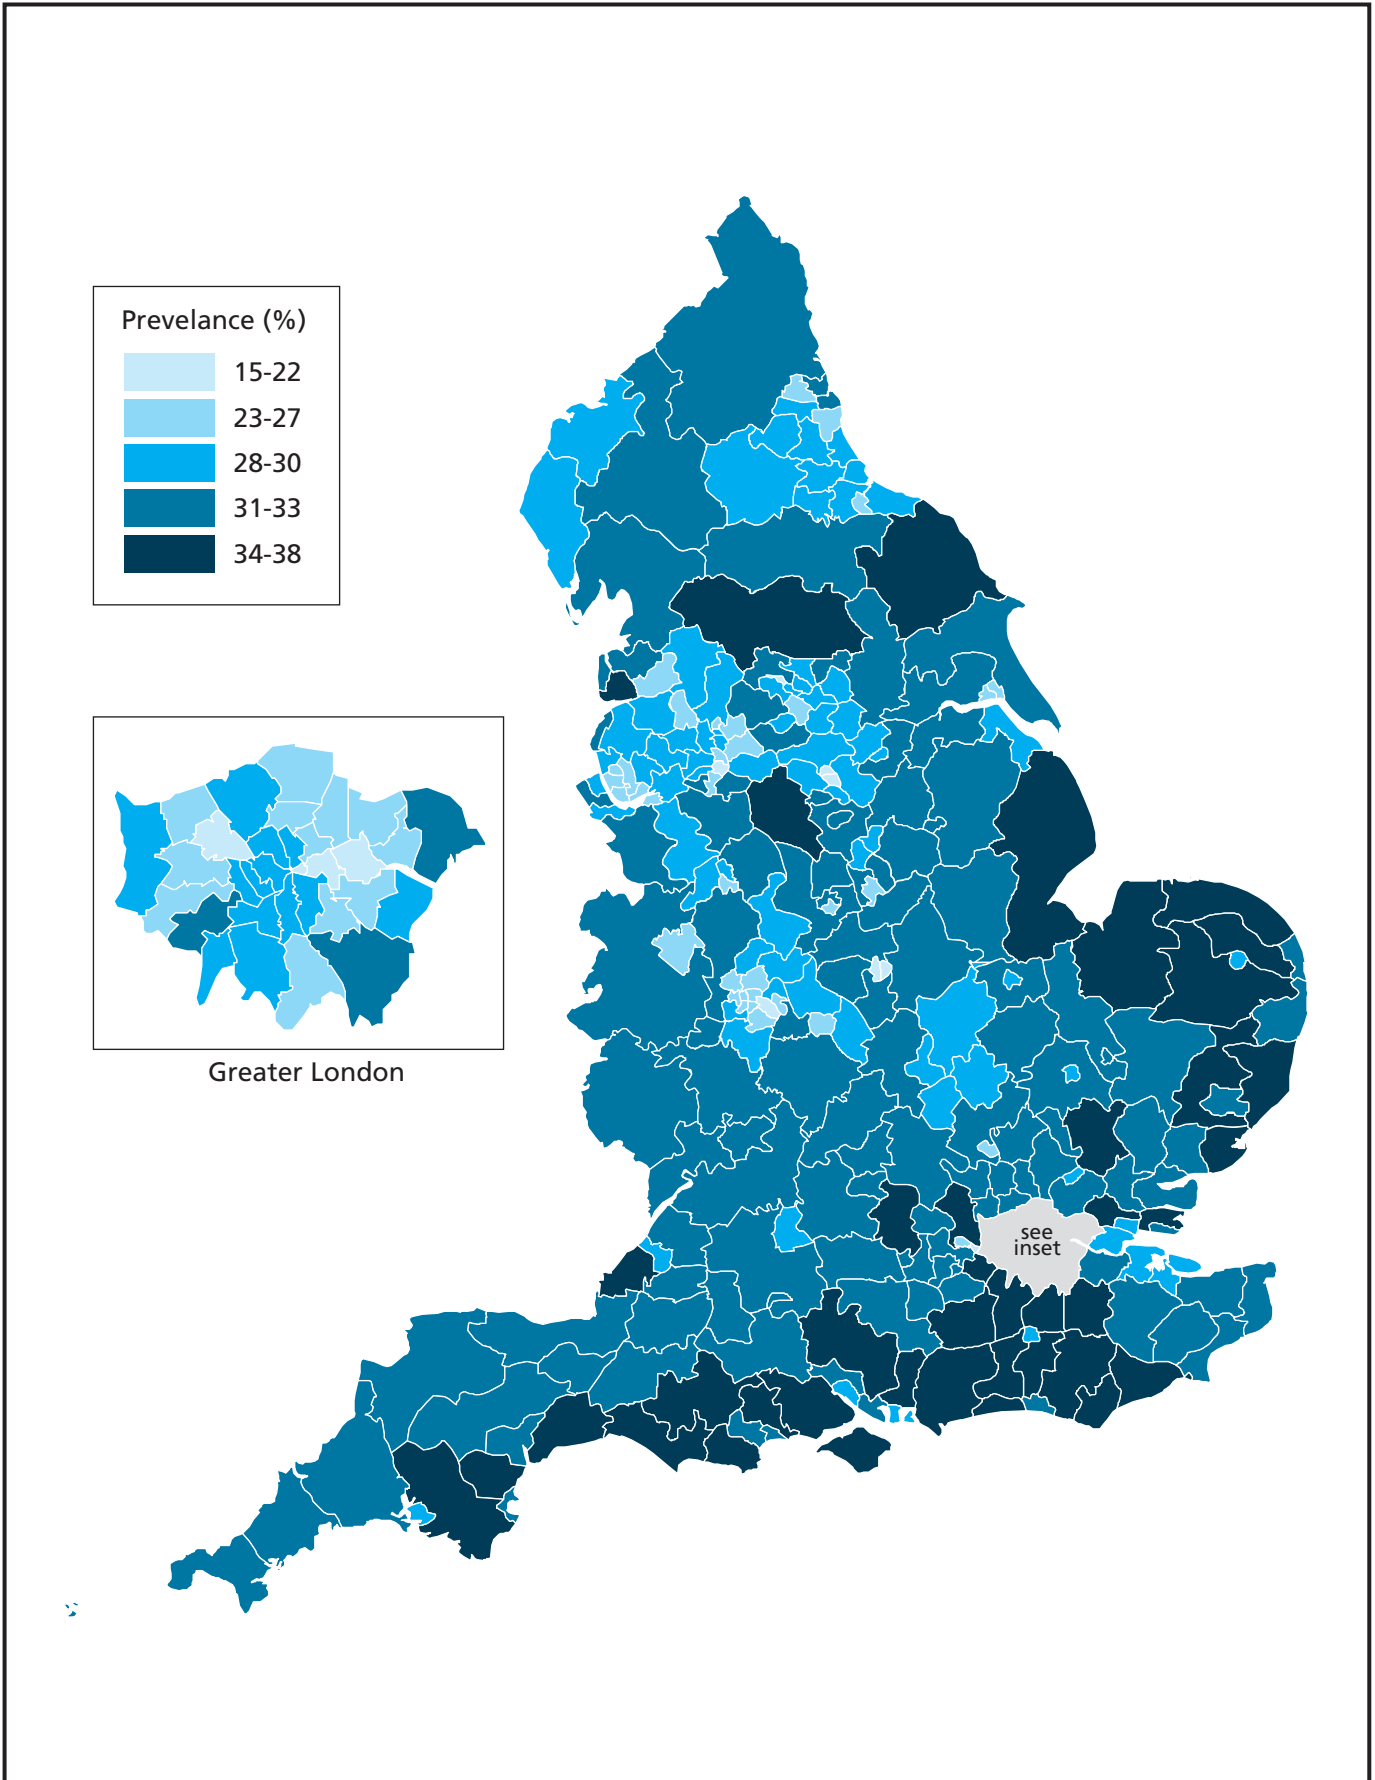 Prevelance (%)
15-22
23-27
28-30
31-33
34-38
Greater London
see
inset